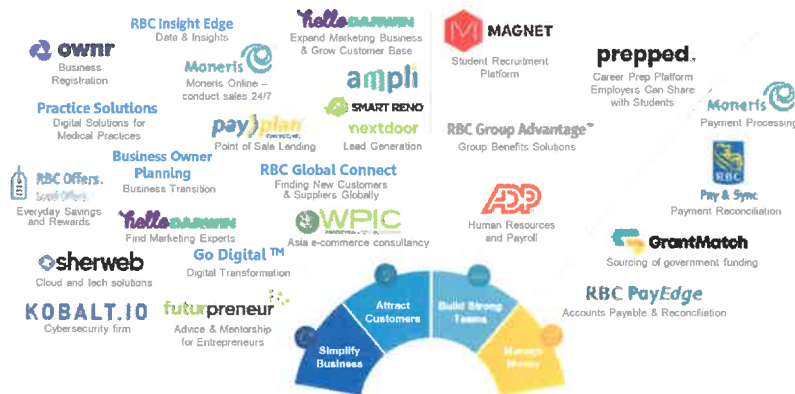 ownr
Business
Registration
RBC Insight Edge
Data & Insights
hello DARWIN
Expand Marketing Business
& Grow Customer Base
MAGNET
Student Recruitment
Platform
prepped.
Career Prep Platform
Employers Can Share
with Students
Moneris
Moneris Online –
conduct sales 24/7
ampli
SMART RENO
nextdoor
Lead Generation
Moneris
Payment Processing
Practice Solutions
Digital Solutions for
Medical Practices
pay plan
Point of Sale Lending
RBC Group Advantage™
Group Benefits Solutions
Business Owner
Planning
Business Transition
RBC Global Connect
Finding New Customers
& Suppliers Globally
RBC
Pay & Sync
Payment Reconciliation
RBC Offers.
Everyday Savings
and Rewards
hello DARWIN
Find Marketing Experts
WPIC
Asia e-commerce consultancy
ADP
Human Resources
and Payroll
GrantMatch
Sourcing of government funding
sherweb
Cloud and tech solutions
Go Digital ™
Digital Transformation
RBC PayEdge
Accounts Payable & Reconciliation
KOBALT.IO
Cybersecurity firm
futurpreneur
Advice & Mentorship
for Entrepreneurs
Simplify
Business
Attract
Customers
Build Strong
Teams
Manage
Money